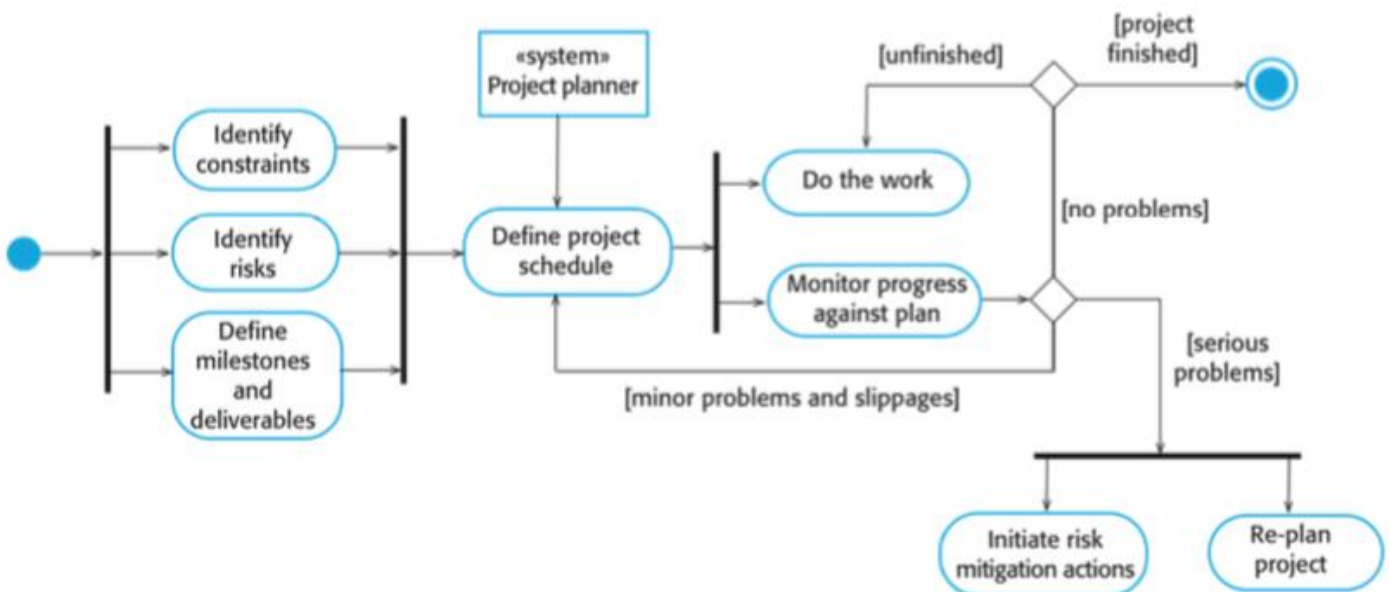 «system»
Project planner
Identify
constraints
Identify
risks
Define
milestones
and
deliverables
Define project
schedule
[unfinished]
[project
finished]
Do the work
[no problems]
Monitor progress
against plan
[minor problems and slippages]
[serious
problems]
Initiate risk
mitigation actions
Re-plan
project